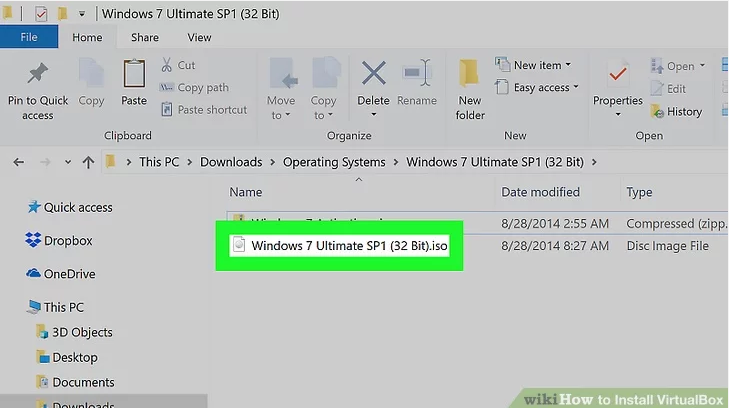 Windows 7 Ultimate SP1 (32 Bit)
File Home Share View
Pin to Quick access
Copy
Paste
Cut
Copy path
Paste shortcut
Clipboard
Move to
Copy to
Delete
Rename
Organize
New folder
New item
Easy access
New
Properties
Open
Edit
History
Open
This PC > Downloads > Operating Systems > Windows 7 Ultimate SP1 (32 Bit) >
Name Date modified Type
8/28/2014 2:55 AM Compressed (zipp
Windows 7 Ultimate SP1 (32 Bit).iso 8/28/2014 8:27 AM Disc Image File
Quick access
Dropbox
OneDrive
This PC
3D Objects
Desktop
Documents
Downloads
wikiHow to Install VirtualBox